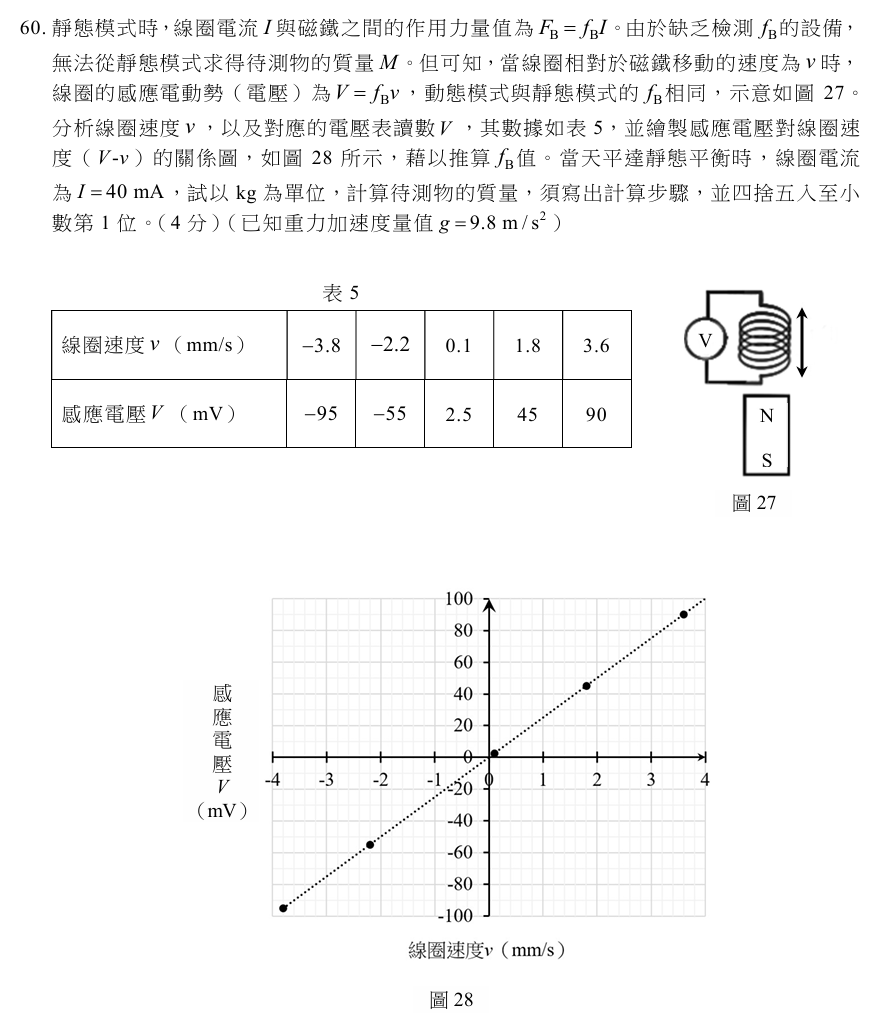 60. 靜態模式時，線圈電流 I 與磁鐵之間的作用力量值為 F_B = f_B I。由於缺乏檢測 f_B 的設備，
無法從靜態模式求得待測物的質量 M。但可知，當線圈相對於磁鐵移動的速度為 v 時，
線圈的感應電動勢（電壓）為 V = f_B v，動態模式與靜態模式的 f_B 相同，示意如圖 27。
分析線圈速度 v，以及對應的電壓表讀數 V，其數據如表 5，並繪製感應電壓對線圈速
度（V-v）的關係圖，如圖 28 所示，藉以推算 f_B 值。當天平達靜態平衡時，線圈電流
為 I = 40 mA，試以 kg 為單位，計算待測物的質量，須寫出計算步驟，並四捨五入至小
數第 1 位。（4 分）（已知重力加速度量值 g = 9.8 m / s²）
表 5
線圈速度 v （mm/s） −3.8 −2.2 0.1 1.8 3.6
感應電壓 V （mV） −95 −55 2.5 45 90
V
N
S
圖 27
100
80
60
40
20
0
-4 -3 -2 -1 0 1 2 3 4
-20
-40
-60
-80
-100
感
應
電
壓
V
（mV）
線圈速度v（mm/s）
圖 28